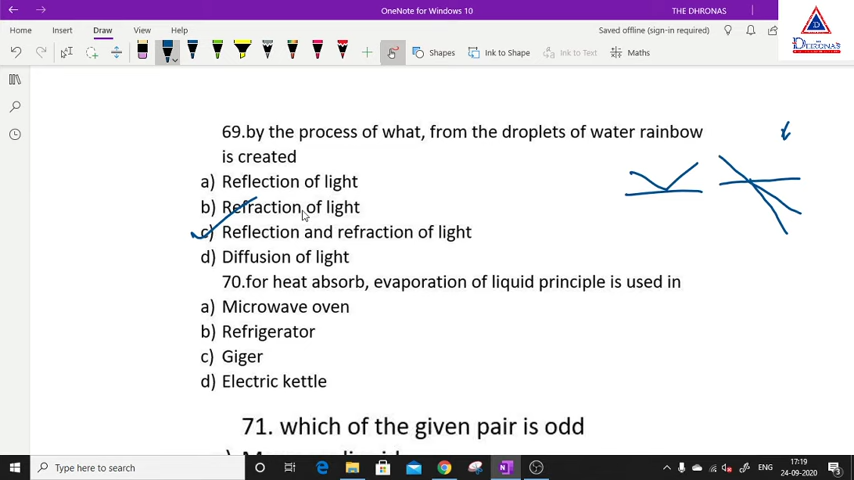 OneNote for Windows 10
THE DHRONAS
Home Insert Draw View Help
Saved offline (sign-in required)
Shapes Ink to Shape Ink to Text Maths
DHRONA'S
69.by the process of what, from the droplets of water rainbow
is created
a) Reflection of light
b) Refraction of light
c) Reflection and refraction of light
d) Diffusion of light
70.for heat absorb, evaporation of liquid principle is used in
a) Microwave oven
b) Refrigerator
c) Giger
d) Electric kettle
71. which of the given pair is odd
Type here to search
ENG
17:19
24-09-2020